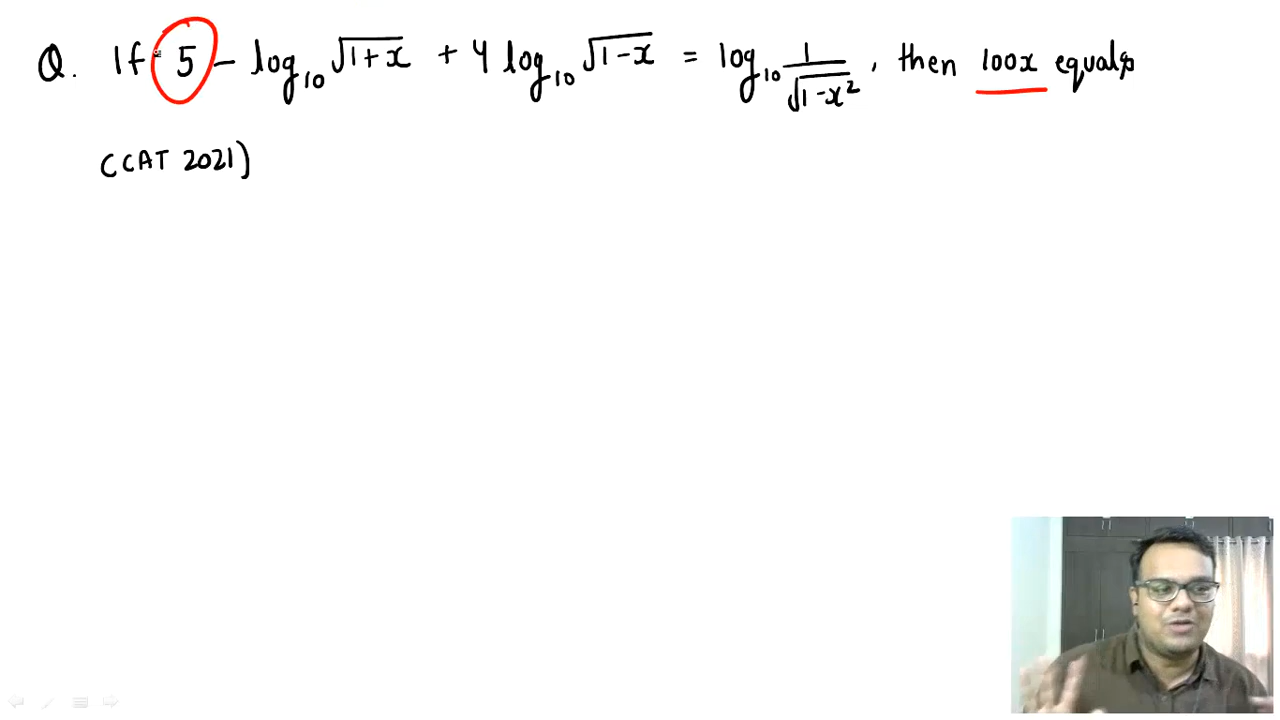 Q. If 5 - log₁₀ √(1+x) + 4 log₁₀ √(1-x) = log₁₀ 1/√(1-x²), then 100x equals
(CAT 2021)